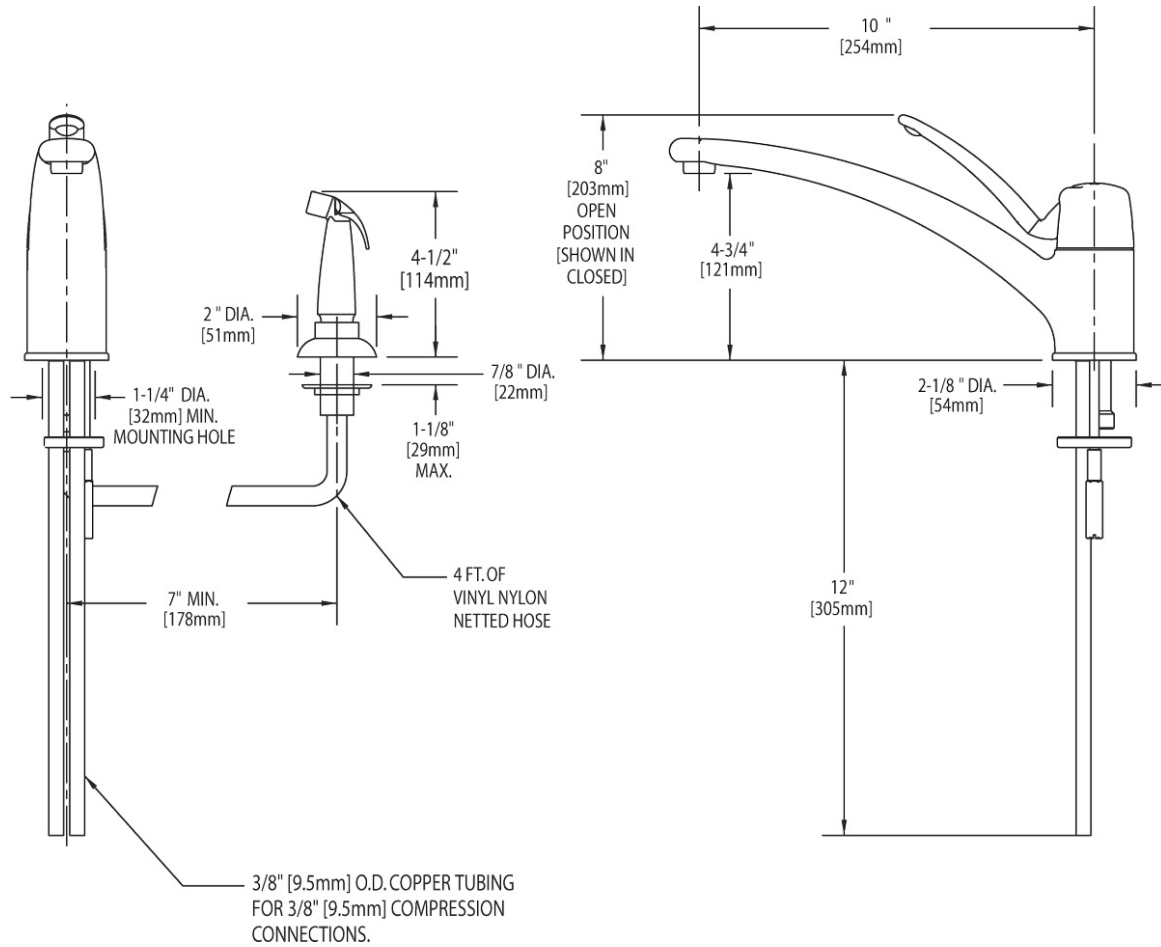 10 "
[254mm]
8"
[203mm]
OPEN
POSITION
[SHOWN IN
CLOSED]
4-3/4"
[121mm]
4-1/2"
[114mm]
2 " DIA.
[51mm]
7/8 " DIA.
[22mm]
2-1/8 " DIA.
[54mm]
1-1/4" DIA.
[32mm] MIN.
MOUNTING HOLE
1-1/8"
[29mm]
MAX.
4 FT. OF
VINYL NYLON
NETTED HOSE
7" MIN.
[178mm]
12"
[305mm]
3/8" [9.5mm] O.D. COPPER TUBING
FOR 3/8" [9.5mm] COMPRESSION
CONNECTIONS.